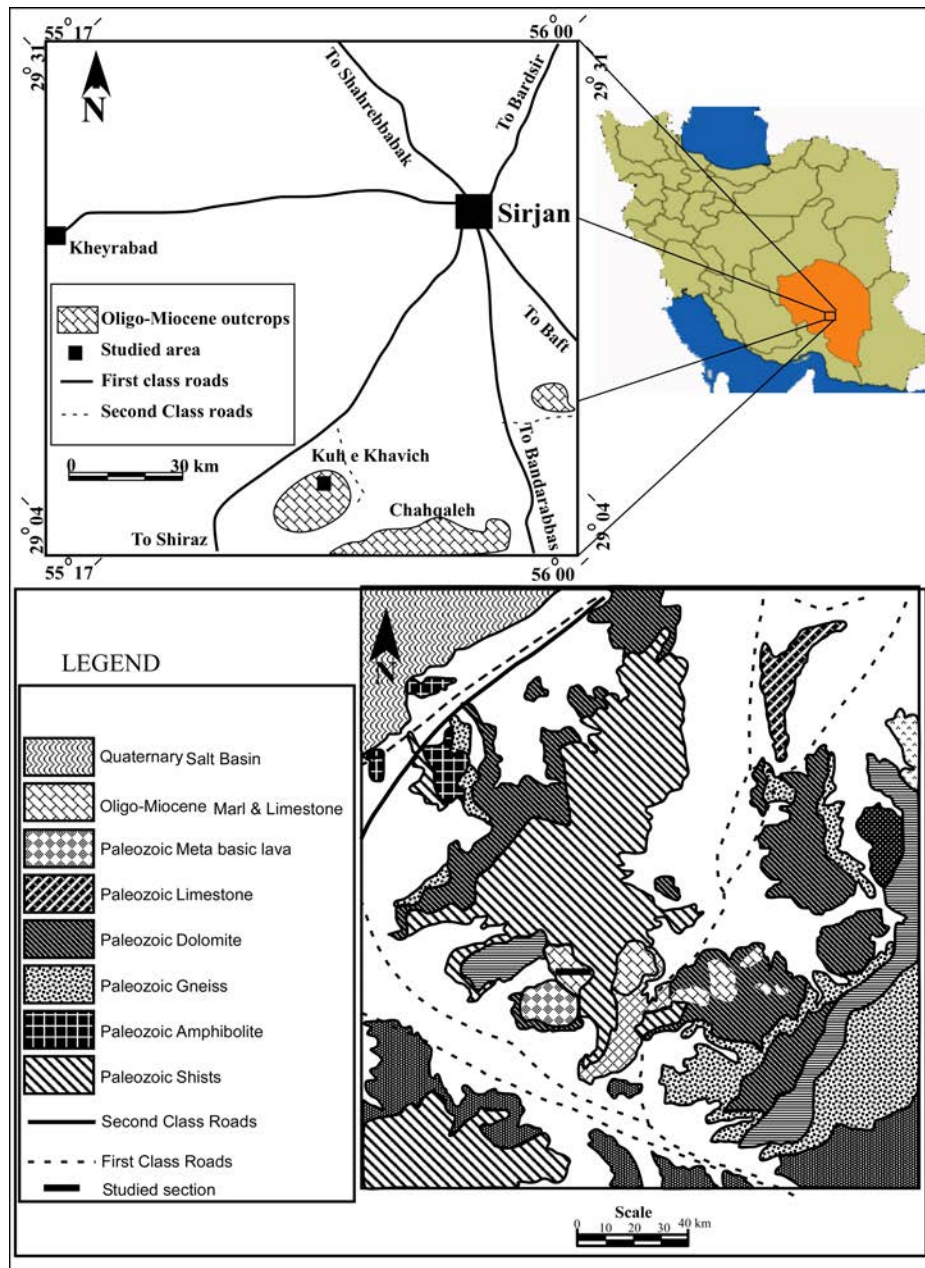 55° 17'
56° 00'
29° 31'
29° 31'
N
To Shahrebbabak
To Bardsir
Sirjan
Kheyrabad
Oligo-Miocene outcrops
Studied area
First class roads
Second Class roads
0 30 km
To Baft
Kuh e Khavich
To Bandarabbas
Chahqaleh
To Shiraz
29° 04'
29° 04'
55° 17'
56 00
LEGEND
N
Quaternary Salt Basin
Oligo-Miocene Marl & Limestone
Paleozoic Meta basic lava
Paleozoic Limestone
Paleozoic Dolomite
Paleozoic Gneiss
Paleozoic Amphibolite
Paleozoic Shists
Second Class Roads
First Class Roads
Studied section
Scale
0 10 20 30 40 km